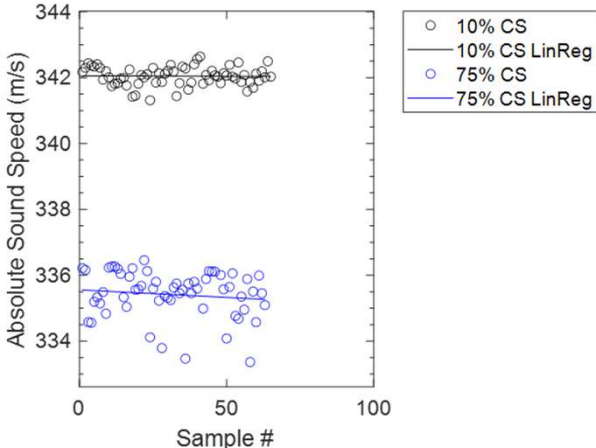 344
342
340
338
336
334
0
50
100
Absolute Sound Speed (m/s)
Sample #
10% CS
10% CS LinReg
75% CS
75% CS LinReg